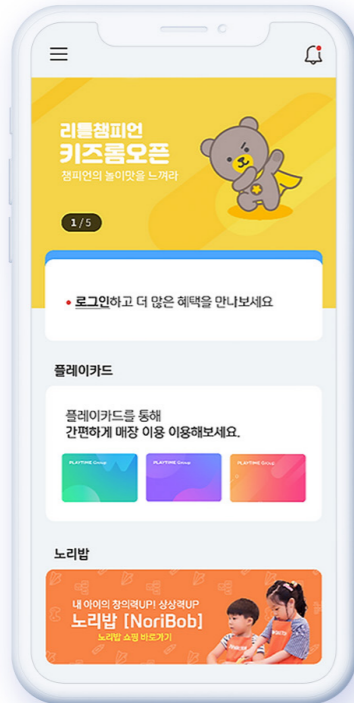 리틀챔피언
키즈룸오픈
챔피언의 놀이맛을 느껴라
1 / 5
로그인하고 더 많은 혜택을 만나보세요
플레이카드
플레이카드를 통해
간편하게 매장 이용 이용해보세요.
PLAYTIME Group PLAYTIME Group PLAYTIME Group
노리밥
내 아이의 창의력UP! 상상력UP
노리밥 [NoriBob]
노리밥 쇼핑 바로가기